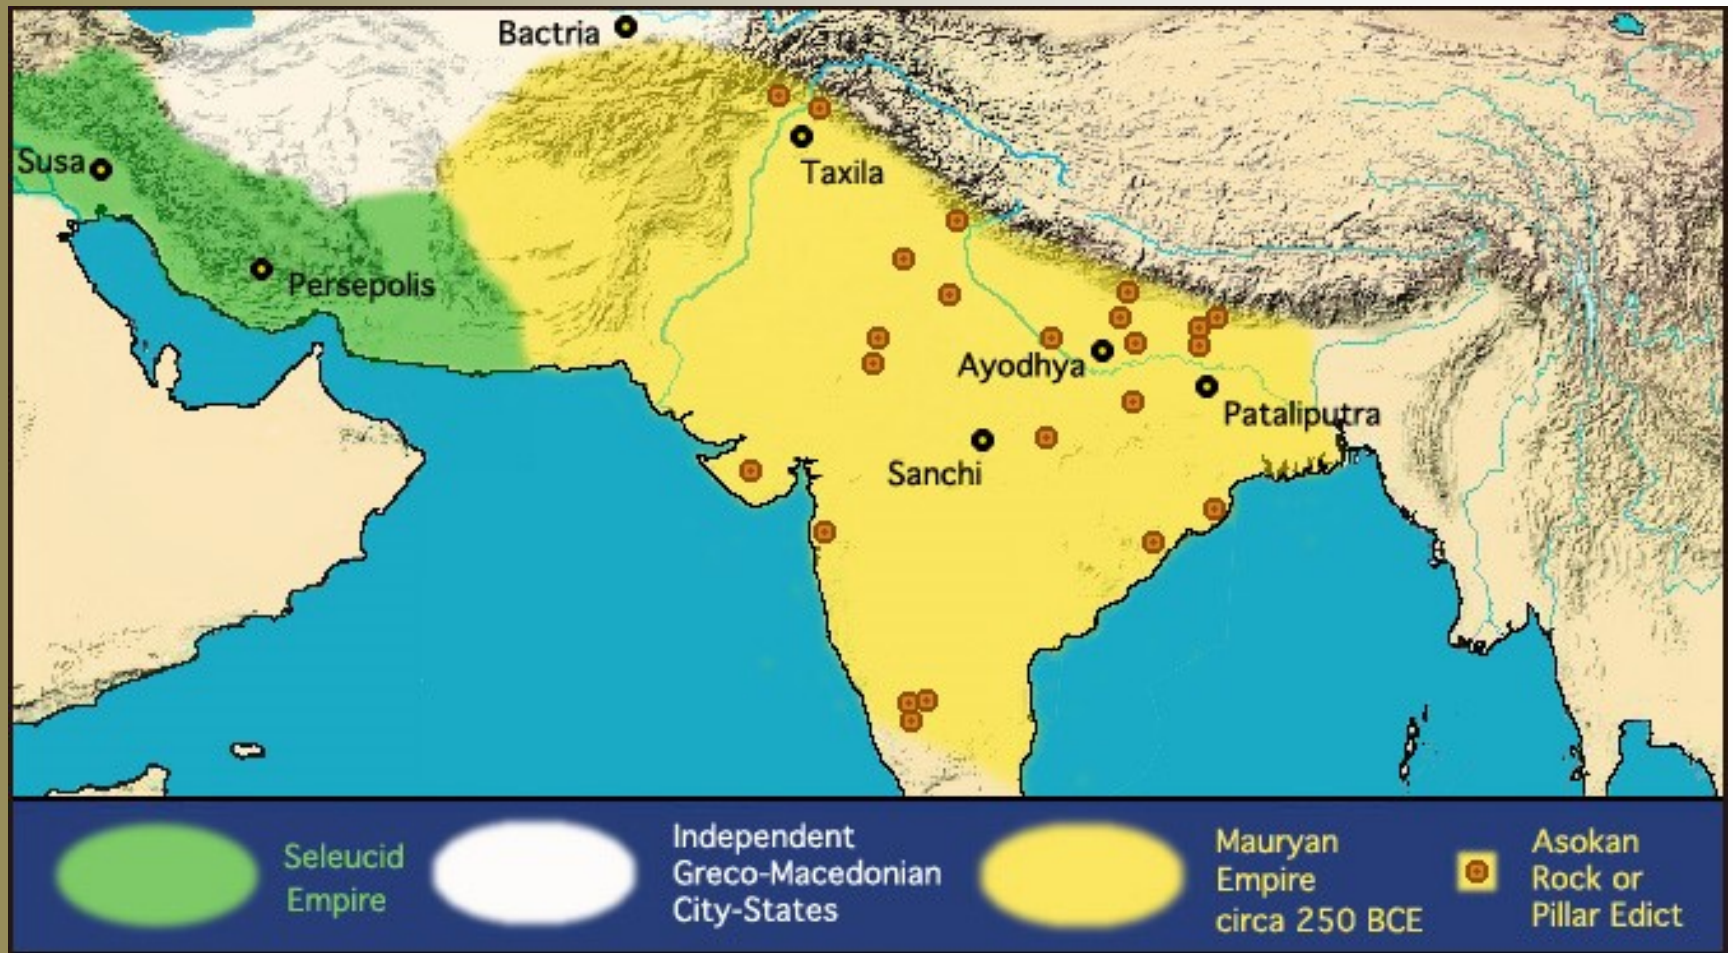 Bactria
Susa
Taxila
Persepolis
Ayodhya
Pataliputra
Sanchi
Seleucid
Empire
Independent
Greco-Macedonian
City-States
Mauryan
Empire
circa 250 BCE
Asokan
Rock or
Pillar Edict